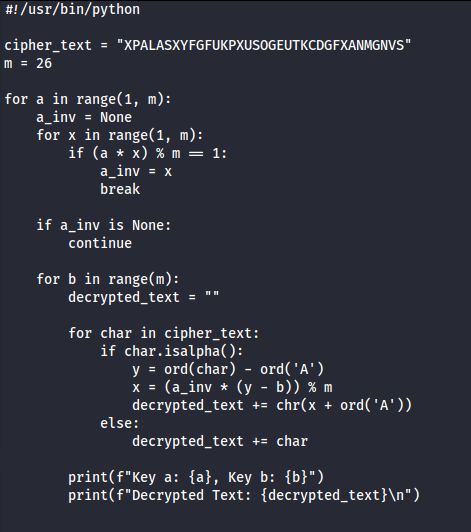 #!/usr/bin/python

cipher_text = "XPALASXYFGFUKPXUSOGEUTKCDGFXANMGNVS"
m = 26

for a in range(1, m):
    a_inv = None
    for x in range(1, m):
        if (a * x) % m == 1:
            a_inv = x
            break

    if a_inv is None:
        continue

    for b in range(m):
        decrypted_text = ""

        for char in cipher_text:
            if char.isalpha():
                y = ord(char) - ord('A')
                x = (a_inv * (y - b)) % m
                decrypted_text += chr(x + ord('A'))
            else:
                decrypted_text += char

        print(f"Key a: {a}, Key b: {b}")
        print(f"Decrypted Text: {decrypted_text}\n")